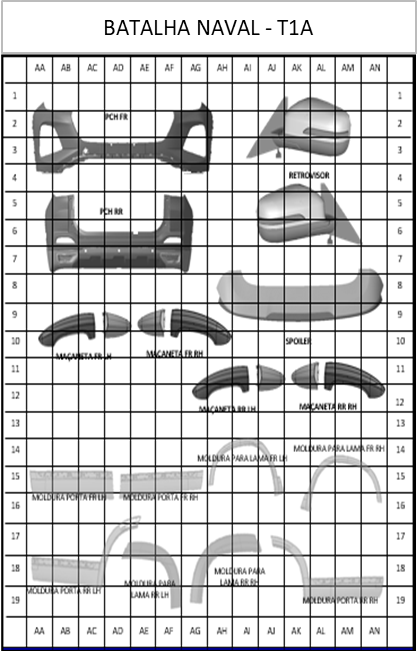 BATALHA NAVAL - T1A
AA AB AC AD AE AF AG AH AI AJ AK AL AM AN
1 1
2 2
PCH FR
3 3
4 4
RETROVISOR
5 5
PCH RR
6 6
7 7
8 8
9 9
10 10
SPOILER
MAÇANETA FR LH MAÇANETA FR RH
11 11
12 12
MAÇANETA RR LH MAÇANETA RR RH
13 13
14 14
MOLDURA PARA LAMA FR RH
MOLDURA PARA LAMA FR LH
15 15
MOLDURA PORTA FR LH MOLDURA PORTA FR RH
16 16
17 17
18 18
MOLDURA PARA
LAMA RR LH
MOLDURA PARA
LAMA RR RH
MOLDURA PORTA RR LH
19 19
MOLDURA PORTA RR RH
AA AB AC AD AE AF AG AH AI AJ AK AL AM AN